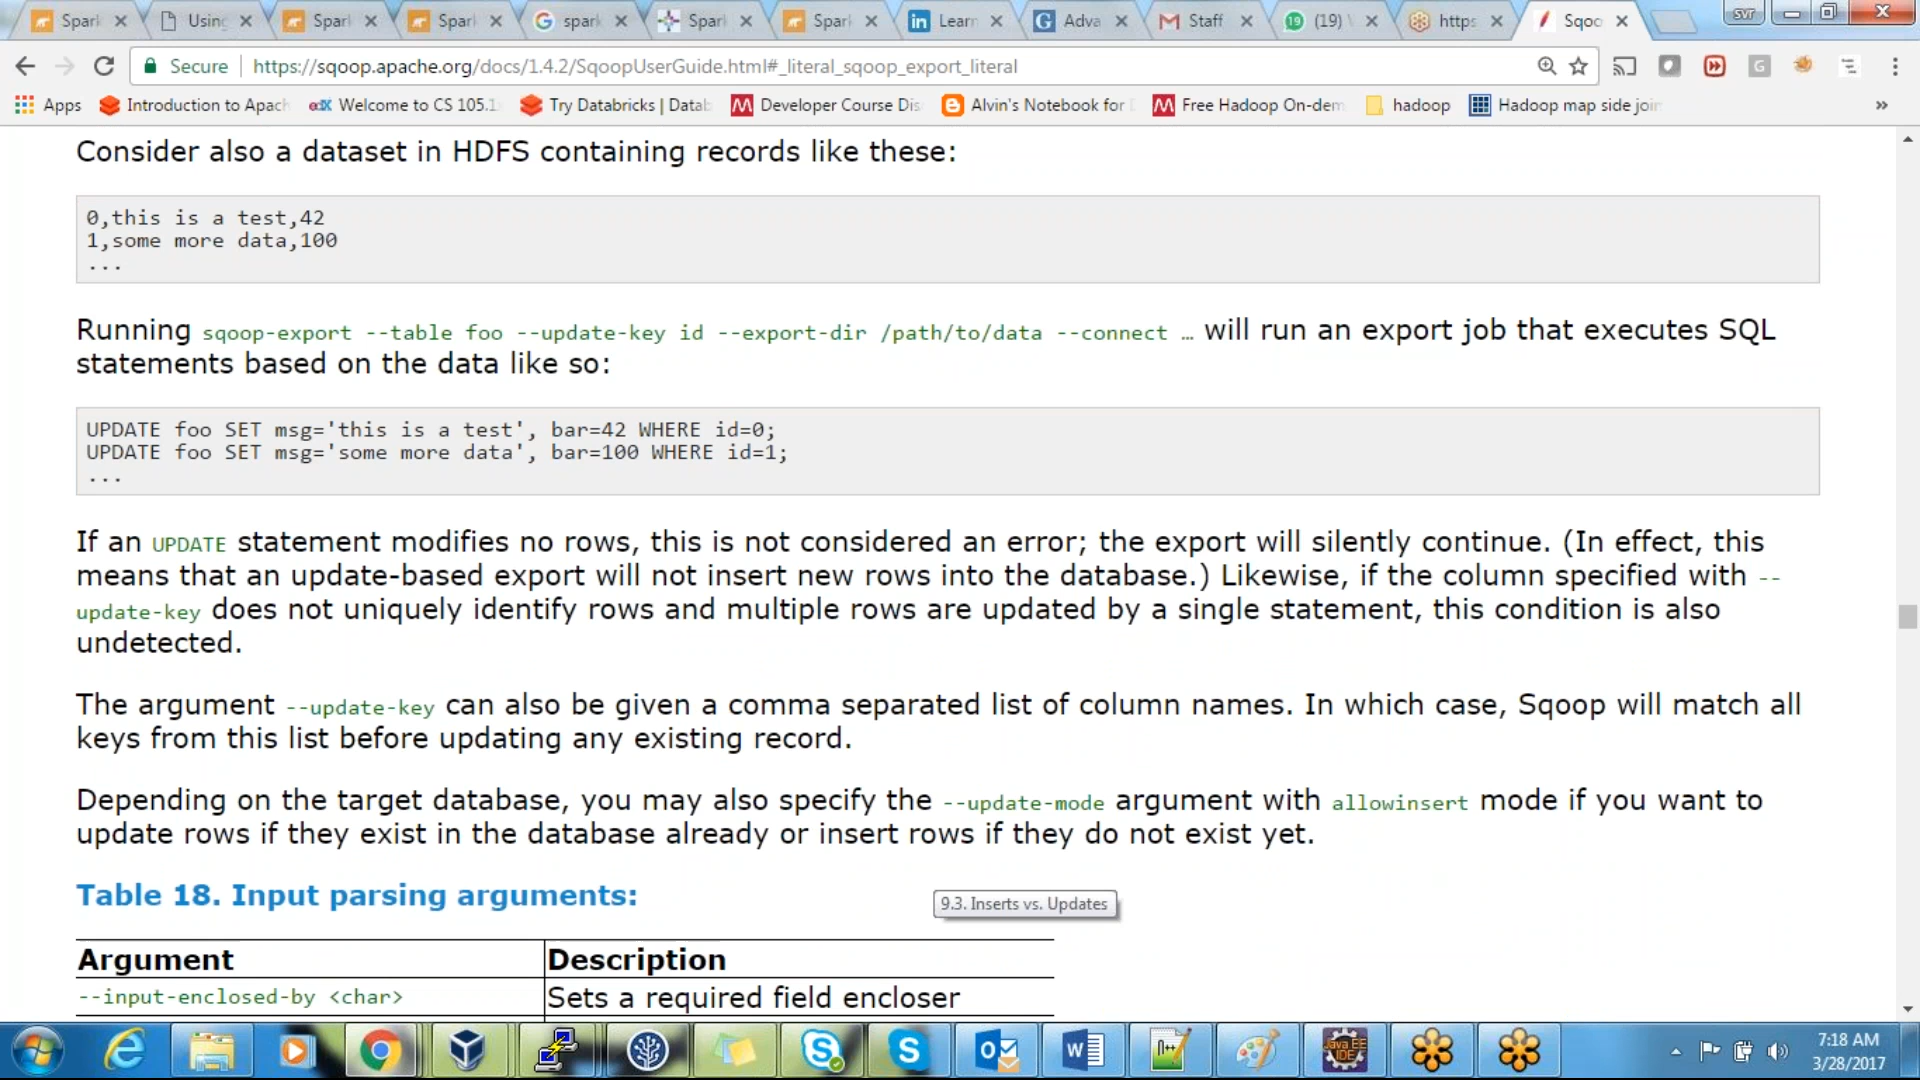 Spark
Using
Spark
Spark
spark
Spark
Spark
Learn
Adva
Staff
(19)
https
Sqoo
svr
Secure
https://sqoop.apache.org/docs/1.4.2/SqoopUserGuide.html#_literal_sqoop_export_literal
Apps
Introduction to Apach
Welcome to CS 105.1
Try Databricks | Datab
Developer Course Dis
Alvin's Notebook for
Free Hadoop On-dem
hadoop
Hadoop map side join
»
Consider also a dataset in HDFS containing records like these:
0,this is a test,42
1,some more data,100
...
Running sqoop-export --table foo --update-key id --export-dir /path/to/data --connect … will run an export job that executes SQL
statements based on the data like so:
UPDATE foo SET msg='this is a test', bar=42 WHERE id=0;
UPDATE foo SET msg='some more data', bar=100 WHERE id=1;
...
If an UPDATE statement modifies no rows, this is not considered an error; the export will silently continue. (In effect, this
means that an update-based export will not insert new rows into the database.) Likewise, if the column specified with --
update-key does not uniquely identify rows and multiple rows are updated by a single statement, this condition is also
undetected.
The argument --update-key can also be given a comma separated list of column names. In which case, Sqoop will match all
keys from this list before updating any existing record.
Depending on the target database, you may also specify the --update-mode argument with allowinsert mode if you want to
update rows if they exist in the database already or insert rows if they do not exist yet.
Table 18. Input parsing arguments:
9.3. Inserts vs. Updates
Argument
Description
--input-enclosed-by <char>
Sets a required field encloser
7:18 AM
3/28/2017